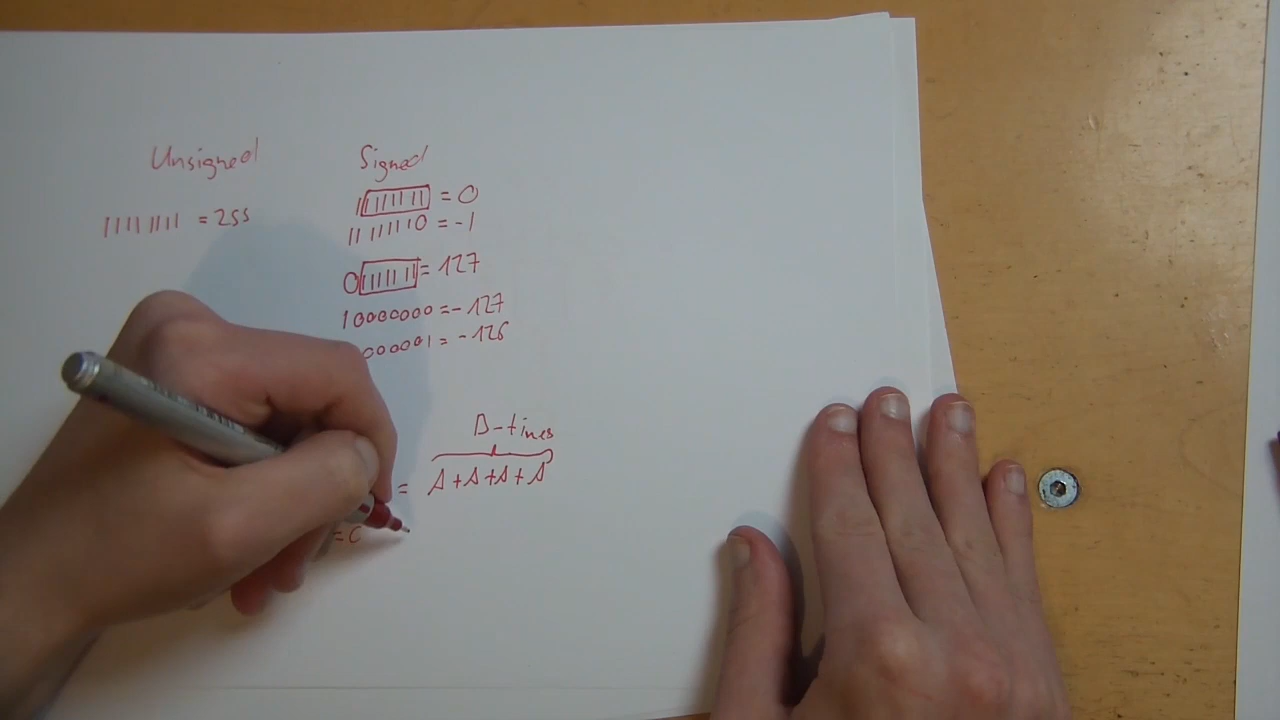 Unsigned
11111111 = 255
Signed
11111111 = 0
11111110 = -1
01111111 = 127
10000000 = -127
000001 = -126
B-times
= A+A+A+A
= C